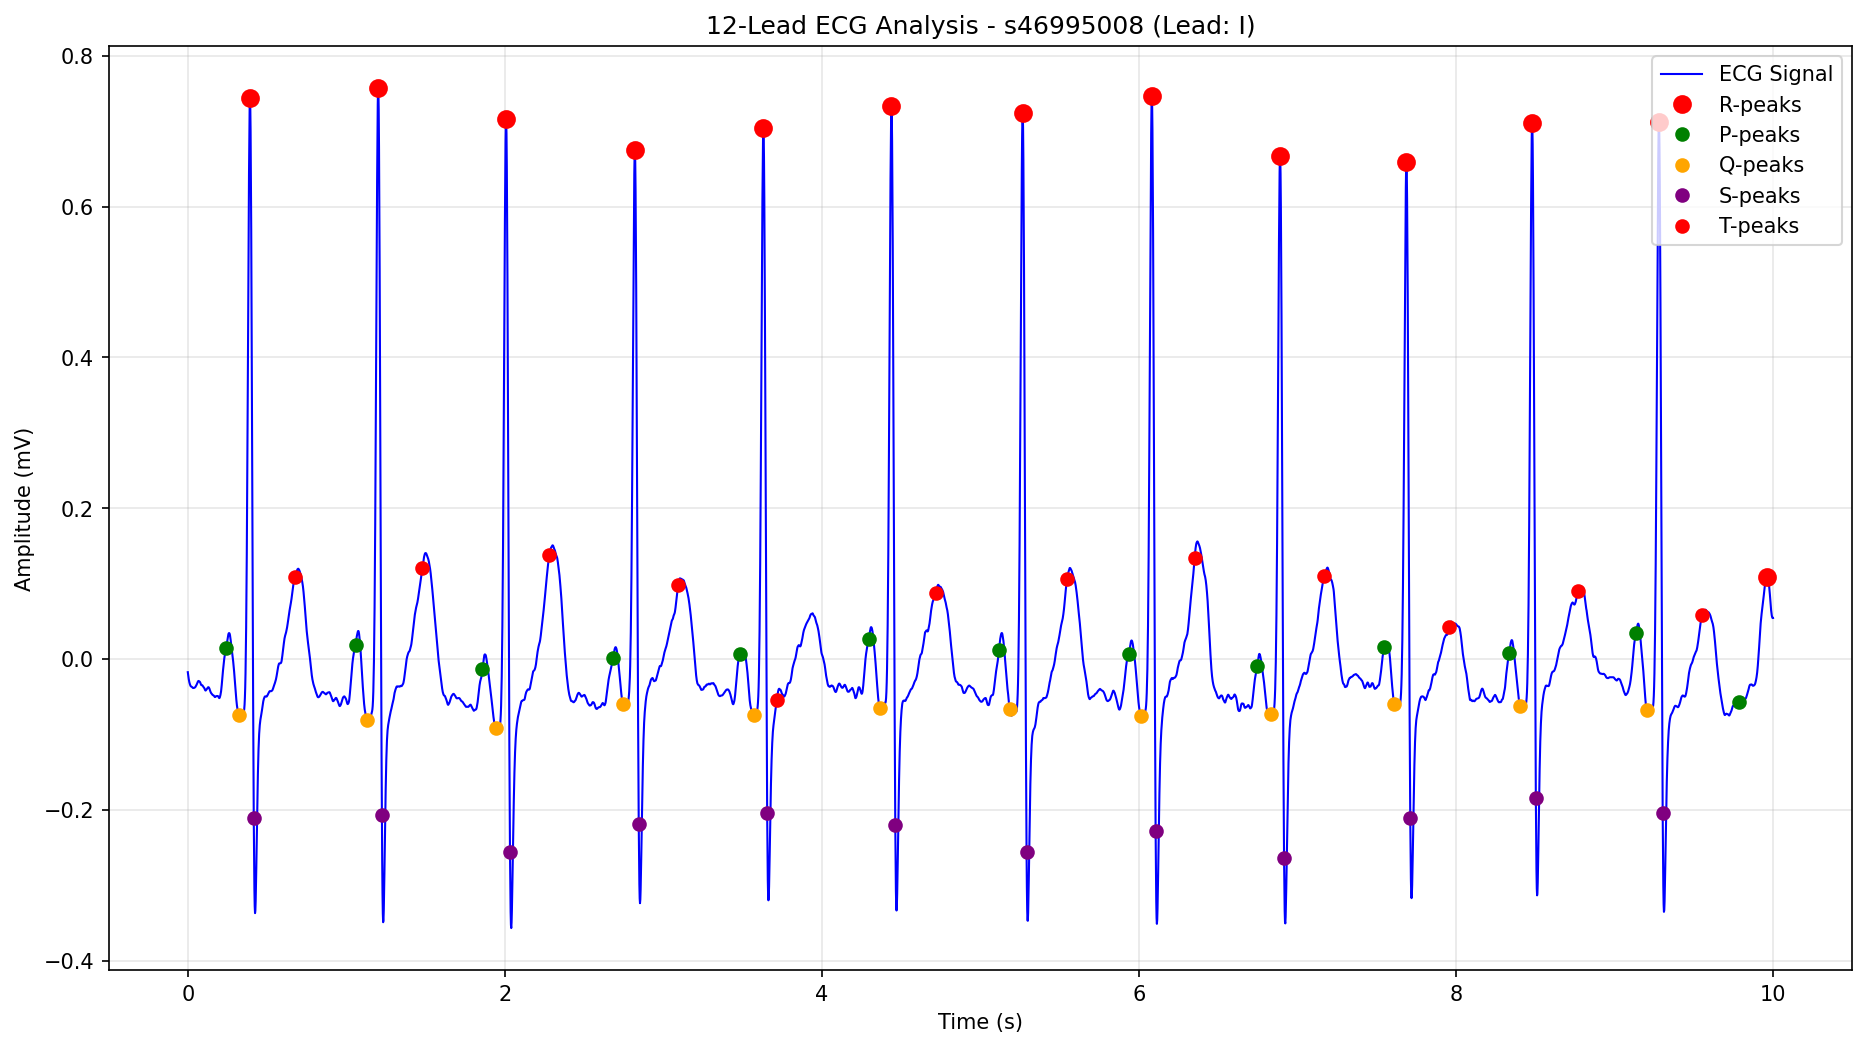 12-Lead ECG Analysis - s46995008 (Lead: I)
ECG Signal
R-peaks
P-peaks
Q-peaks
S-peaks
T-peaks
Amplitude (mV)
0.8
0.6
0.4
0.2
0.0
−0.2
−0.4
0 2 4 6 8 10
Time (s)